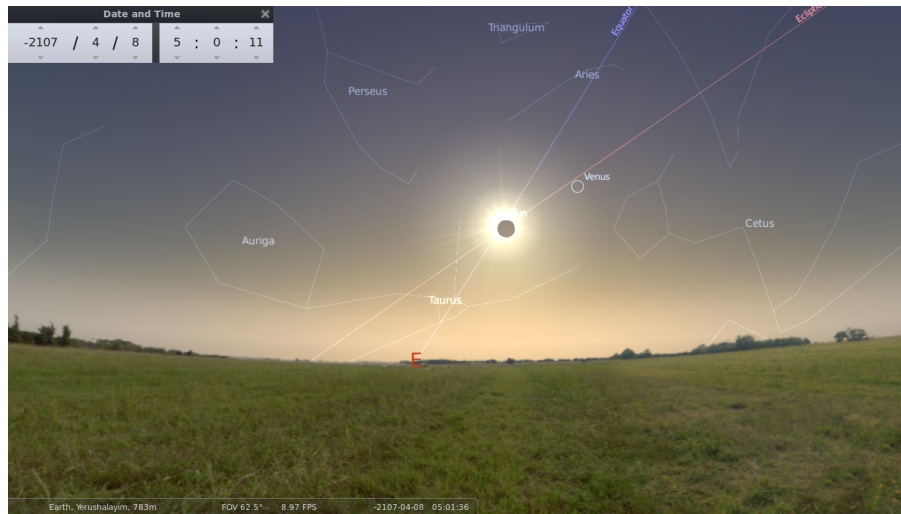 Date and Time
-2107 / 4 / 8 5 : 0 : 11
Triangulum
Equator
Aries
Perseus
Venus
Cetus
Auriga
Taurus
E
Earth, Yerushalayim, 783m FOV 62.5° 8.97 FPS -2107-04-08 05:01:36